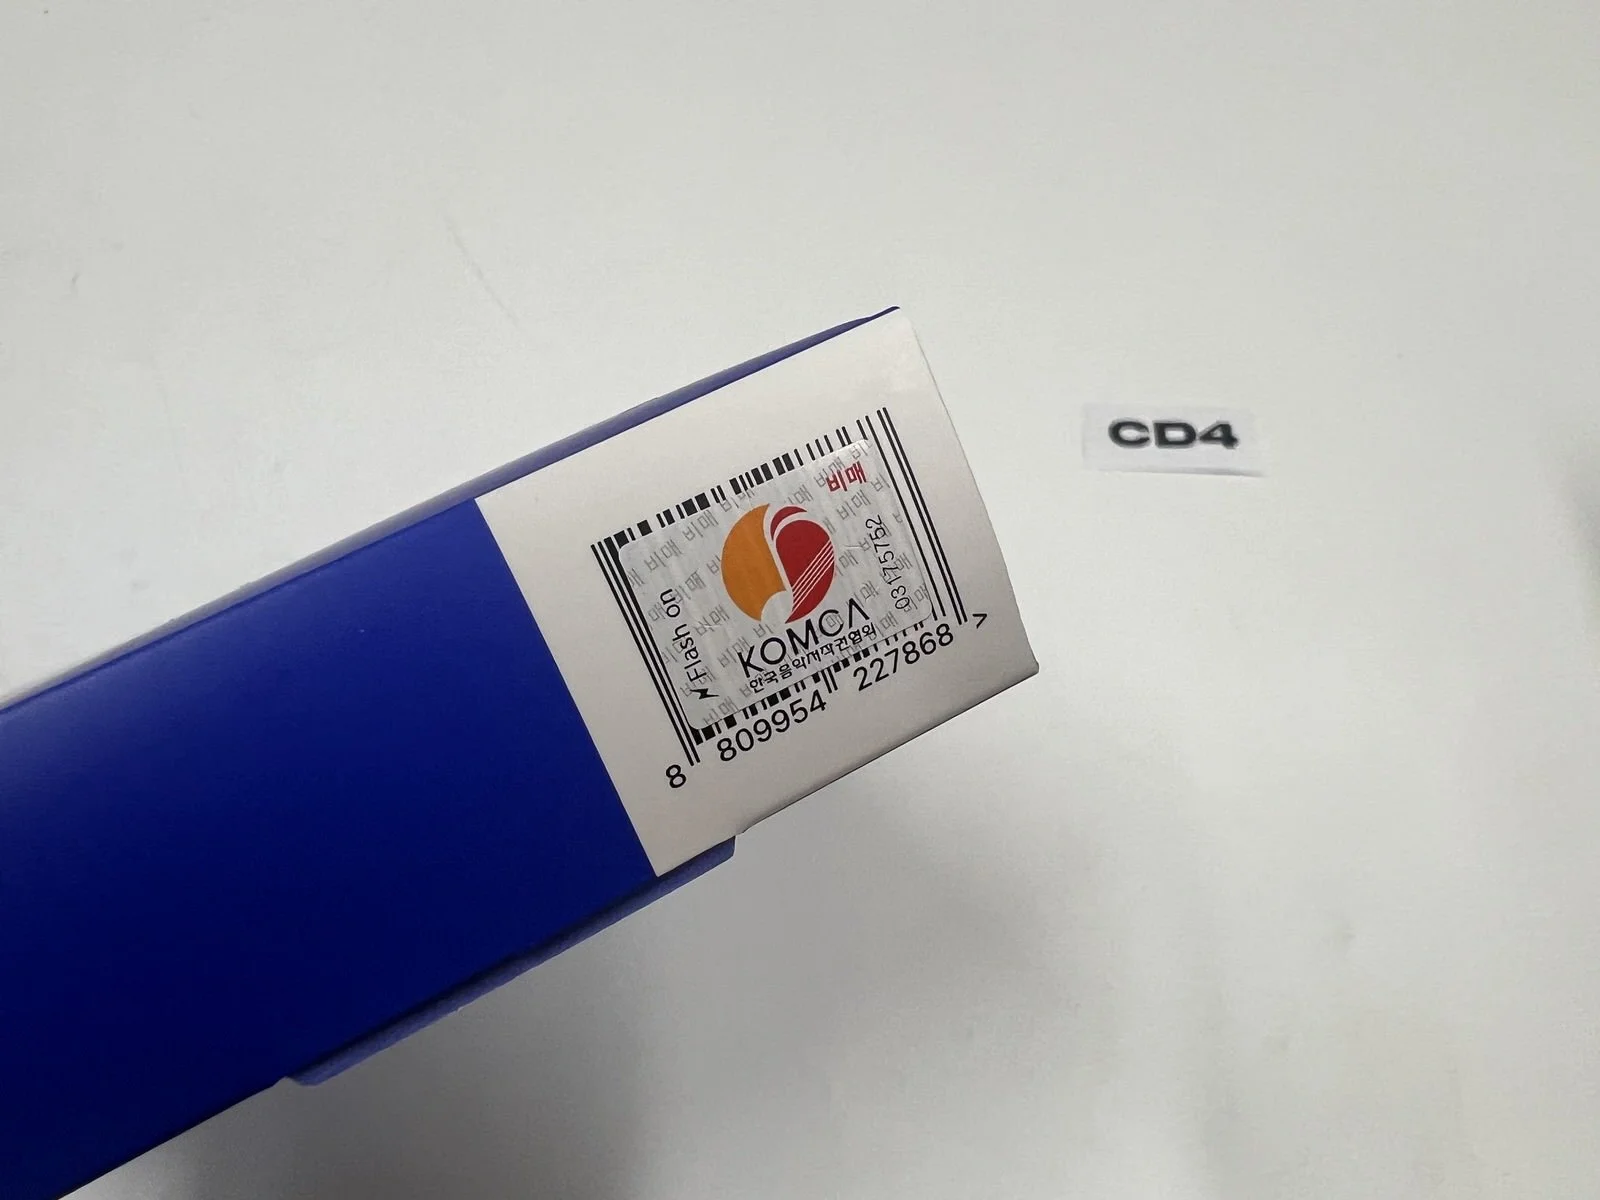 비매
Flash on
KOMCA
한국음악저작권협회
03175752
8 809954 227868 >
CD4